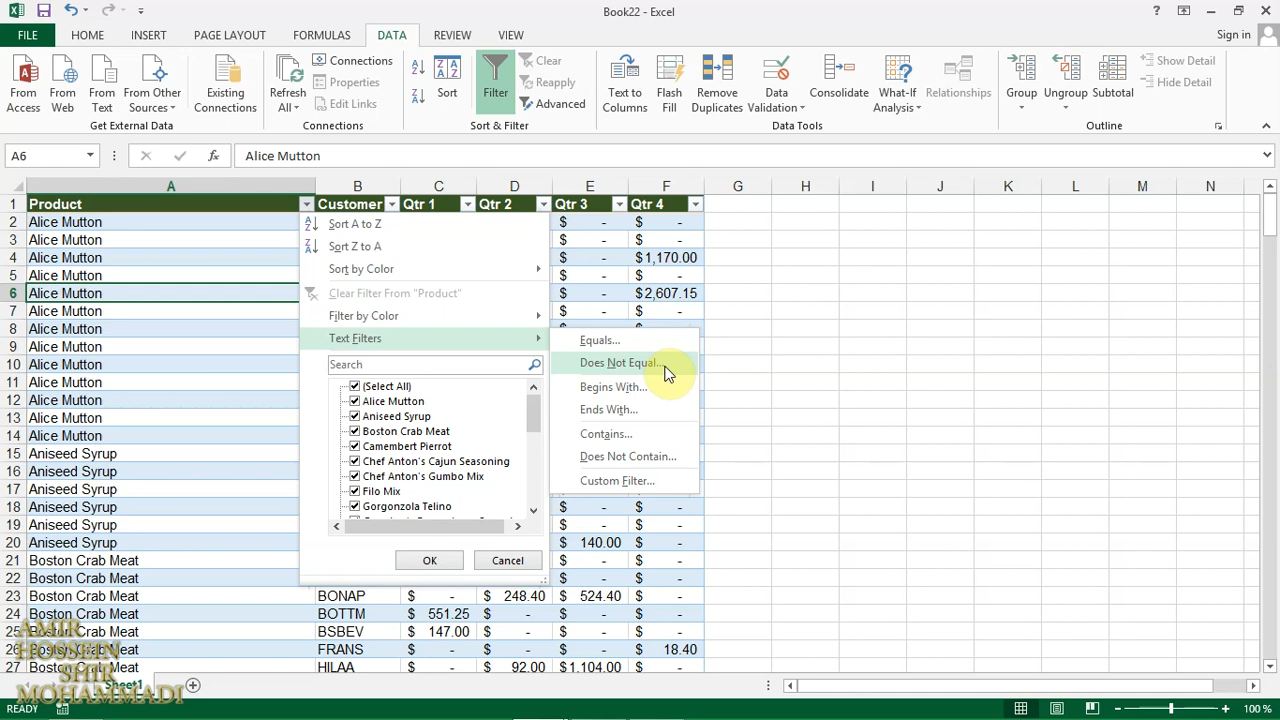 Book22 - Excel
FILE HOME INSERT PAGE LAYOUT FORMULAS DATA REVIEW VIEW Sign in
From Access
From Web
From Text
From Other Sources
Existing Connections
Get External Data
Refresh All
Connections
Properties
Edit Links
Connections
Sort
Filter
Clear
Reapply
Advanced
Sort & Filter
Text to Columns
Flash Fill
Remove Duplicates
Data Validation
Consolidate
What-If Analysis
Relationships
Data Tools
Group
Ungroup
Subtotal
Show Detail
Hide Detail
Outline
A6 Alice Mutton
A B C D E F G H I J K L M N
1 Product Customer Qtr 1 Qtr 2 Qtr 3 Qtr 4
2 Alice Mutton $ - $ -
3 Alice Mutton $ - $ -
4 Alice Mutton $ - $1,170.00
5 Alice Mutton $ - $ -
6 Alice Mutton $ - $2,607.15
7 Alice Mutton $ - $ -
8 Alice Mutton
9 Alice Mutton
10 Alice Mutton
11 Alice Mutton
12 Alice Mutton
13 Alice Mutton
14 Alice Mutton
15 Aniseed Syrup
16 Aniseed Syrup
17 Aniseed Syrup
18 Aniseed Syrup $ - $ -
19 Aniseed Syrup $ - $ -
20 Aniseed Syrup $ 140.00 $ -
21 Boston Crab Meat $ - $ -
22 Boston Crab Meat $ - $ -
23 Boston Crab Meat BONAP $ - $ 248.40 $ 524.40 $ -
24 Boston Crab Meat BOTTM $ 551.25 $ - $ - $ -
25 Boston Crab Meat BSBEV $ 147.00 $ - $ - $ -
26 Boston Crab Meat FRANS $ - $ - $ - $ 18.40
27 Boston Crab Meat HILAA $ - $ 92.00 $1,104.00 $ -
Sort A to Z
Sort Z to A
Sort by Color
Clear Filter From "Product"
Filter by Color
Text Filters
Search
(Select All)
Alice Mutton
Aniseed Syrup
Boston Crab Meat
Camembert Pierrot
Chef Anton's Cajun Seasoning
Chef Anton's Gumbo Mix
Filo Mix
Gorgonzola Telino
OK Cancel
Equals...
Does Not Equal...
Begins With...
Ends With...
Contains...
Does Not Contain...
Custom Filter...
AMIR
HOSSEIN
SHIR
MOHAMMADI
Sheet1
READY 100 %